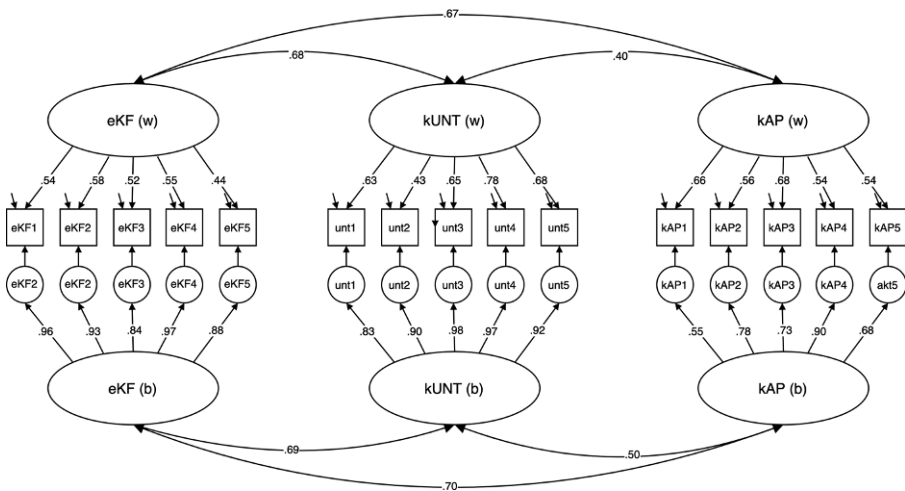 .67
.68
.40
eKF (w)
kUNT (w)
kAP (w)
.54
.58
.52
.55
.44
.63
.43
.65
.78
.68
.66
.56
.68
.54
.54
eKF1
eKF2
eKF3
eKF4
eKF5
unt1
unt2
unt3
unt4
unt5
kAP1
kAP2
kAP3
kAP4
kAP5
eKF2
eKF2
eKF3
eKF4
eKF5
unt1
unt2
unt3
unt4
unt5
kAP1
kAP2
kAP3
kAP4
akt5
.96
.93
.84
.97
.88
.83
.90
.98
.97
.92
.55
.78
.73
.90
.68
eKF (b)
kUNT (b)
kAP (b)
.69
.50
.70